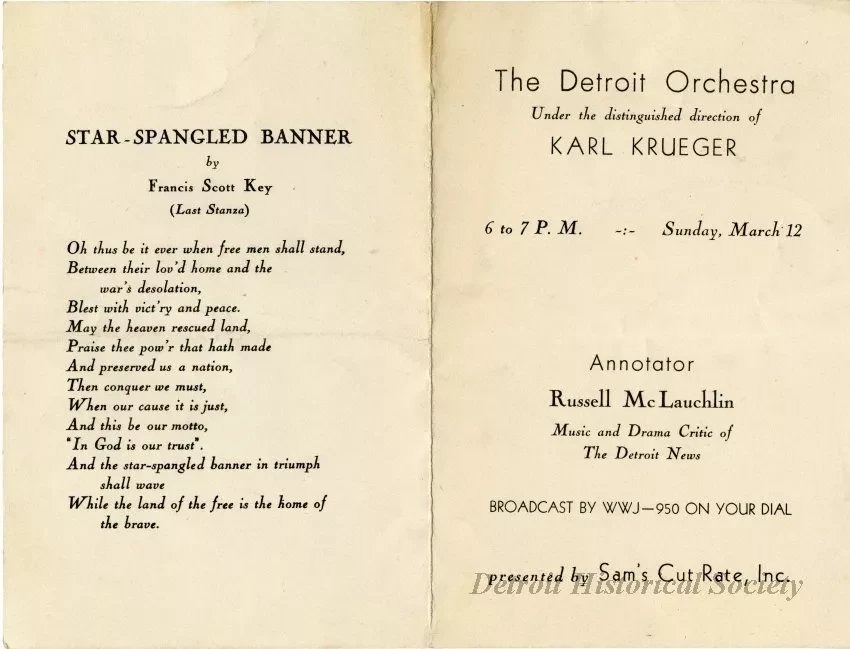 STAR-SPANGLED BANNER
by
Francis Scott Key
(Last Stanza)
Oh thus be it ever when free men shall stand,
Between their lov'd home and the
war's desolation,
Blest with vict'ry and peace.
May the heaven rescued land,
Praise thee pow'r that hath made
And preserved us a nation,
Then conquer we must,
When our cause it is just,
And this be our motto,
"In God is our trust".
And the star-spangled banner in triumph
shall wave
While the land of the free is the home of
the brave.
The Detroit Orchestra
Under the distinguished direction of
KARL KRUEGER
6 to 7 P. M. -:- Sunday, March 12
Annotator
Russell McLauchlin
Music and Drama Critic of
The Detroit News
BROADCAST BY WWJ—950 ON YOUR DIAL
presented by Sam's Cut Rate, Inc.
Detroit Historical Society